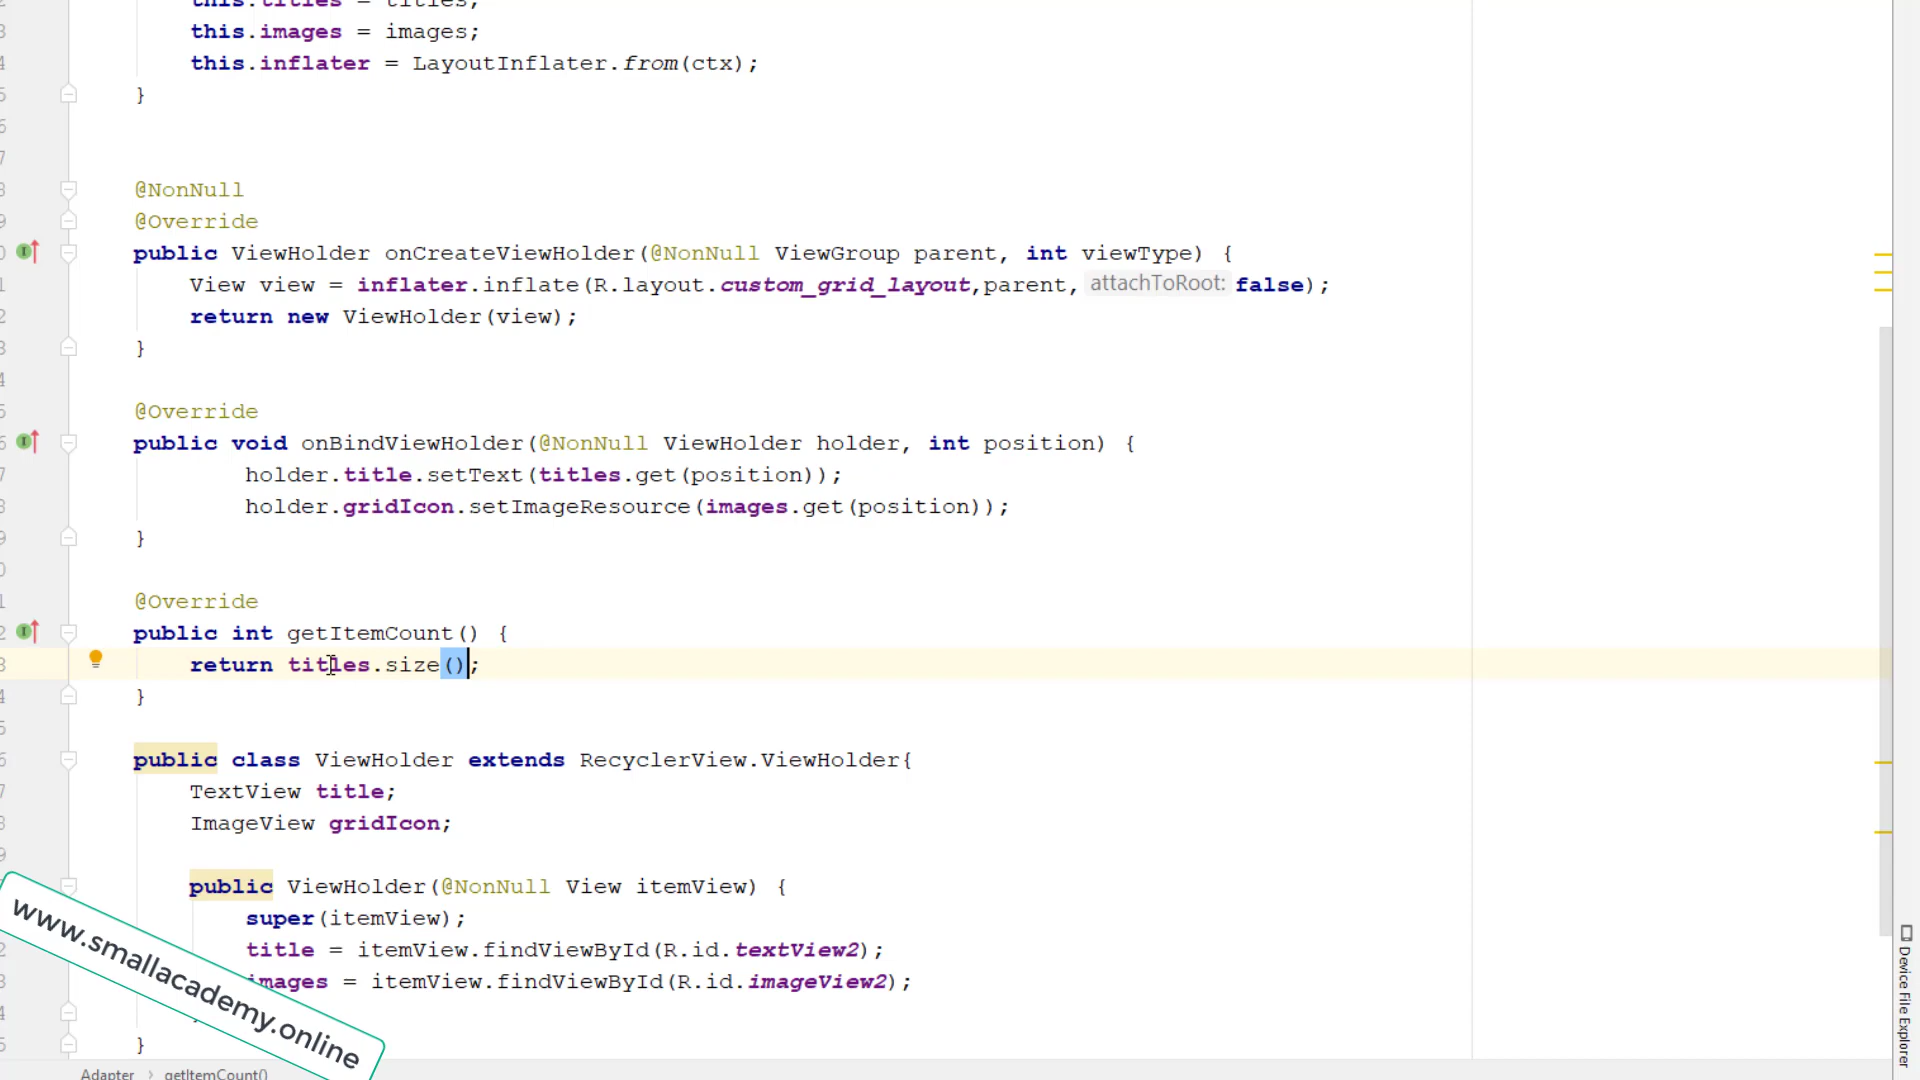 this.titles = titles;
this.images = images;
this.inflater = LayoutInflater.from(ctx);
}
@NonNull
@Override
public ViewHolder onCreateViewHolder(@NonNull ViewGroup parent, int viewType) {
View view = inflater.inflate(R.layout.custom_grid_layout,parent, attachToRoot: false);
return new ViewHolder(view);
}
@Override
public void onBindViewHolder(@NonNull ViewHolder holder, int position) {
holder.title.setText(titles.get(position));
holder.gridIcon.setImageResource(images.get(position));
}
@Override
public int getItemCount() {
return titles.size();
}
public class ViewHolder extends RecyclerView.ViewHolder{
TextView title;
ImageView gridIcon;
public ViewHolder(@NonNull View itemView) {
super(itemView);
title = itemView.findViewById(R.id.textView2);
images = itemView.findViewById(R.id.imageView2);
}
www.smallacademy.online
Adapter › getItemCount()
Device File Explorer